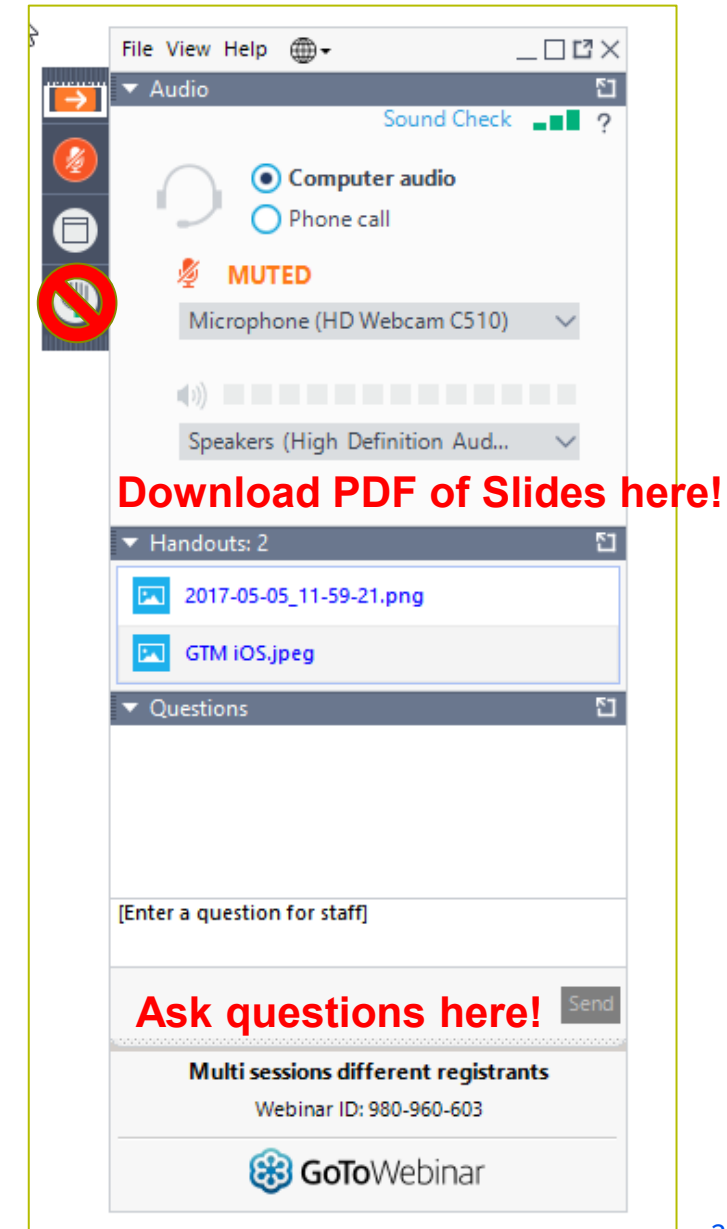 File View Help
Audio
Sound Check ?
Computer audio
Phone call
MUTED
Microphone (HD Webcam C510)
Speakers (High Definition Aud...
Download PDF of Slides here!
Handouts: 2
2017-05-05_11-59-21.png
GTM iOS.jpeg
Questions
[Enter a question for staff]
Ask questions here! Send
Multi sessions different registrants
Webinar ID: 980-960-603
GoToWebinar